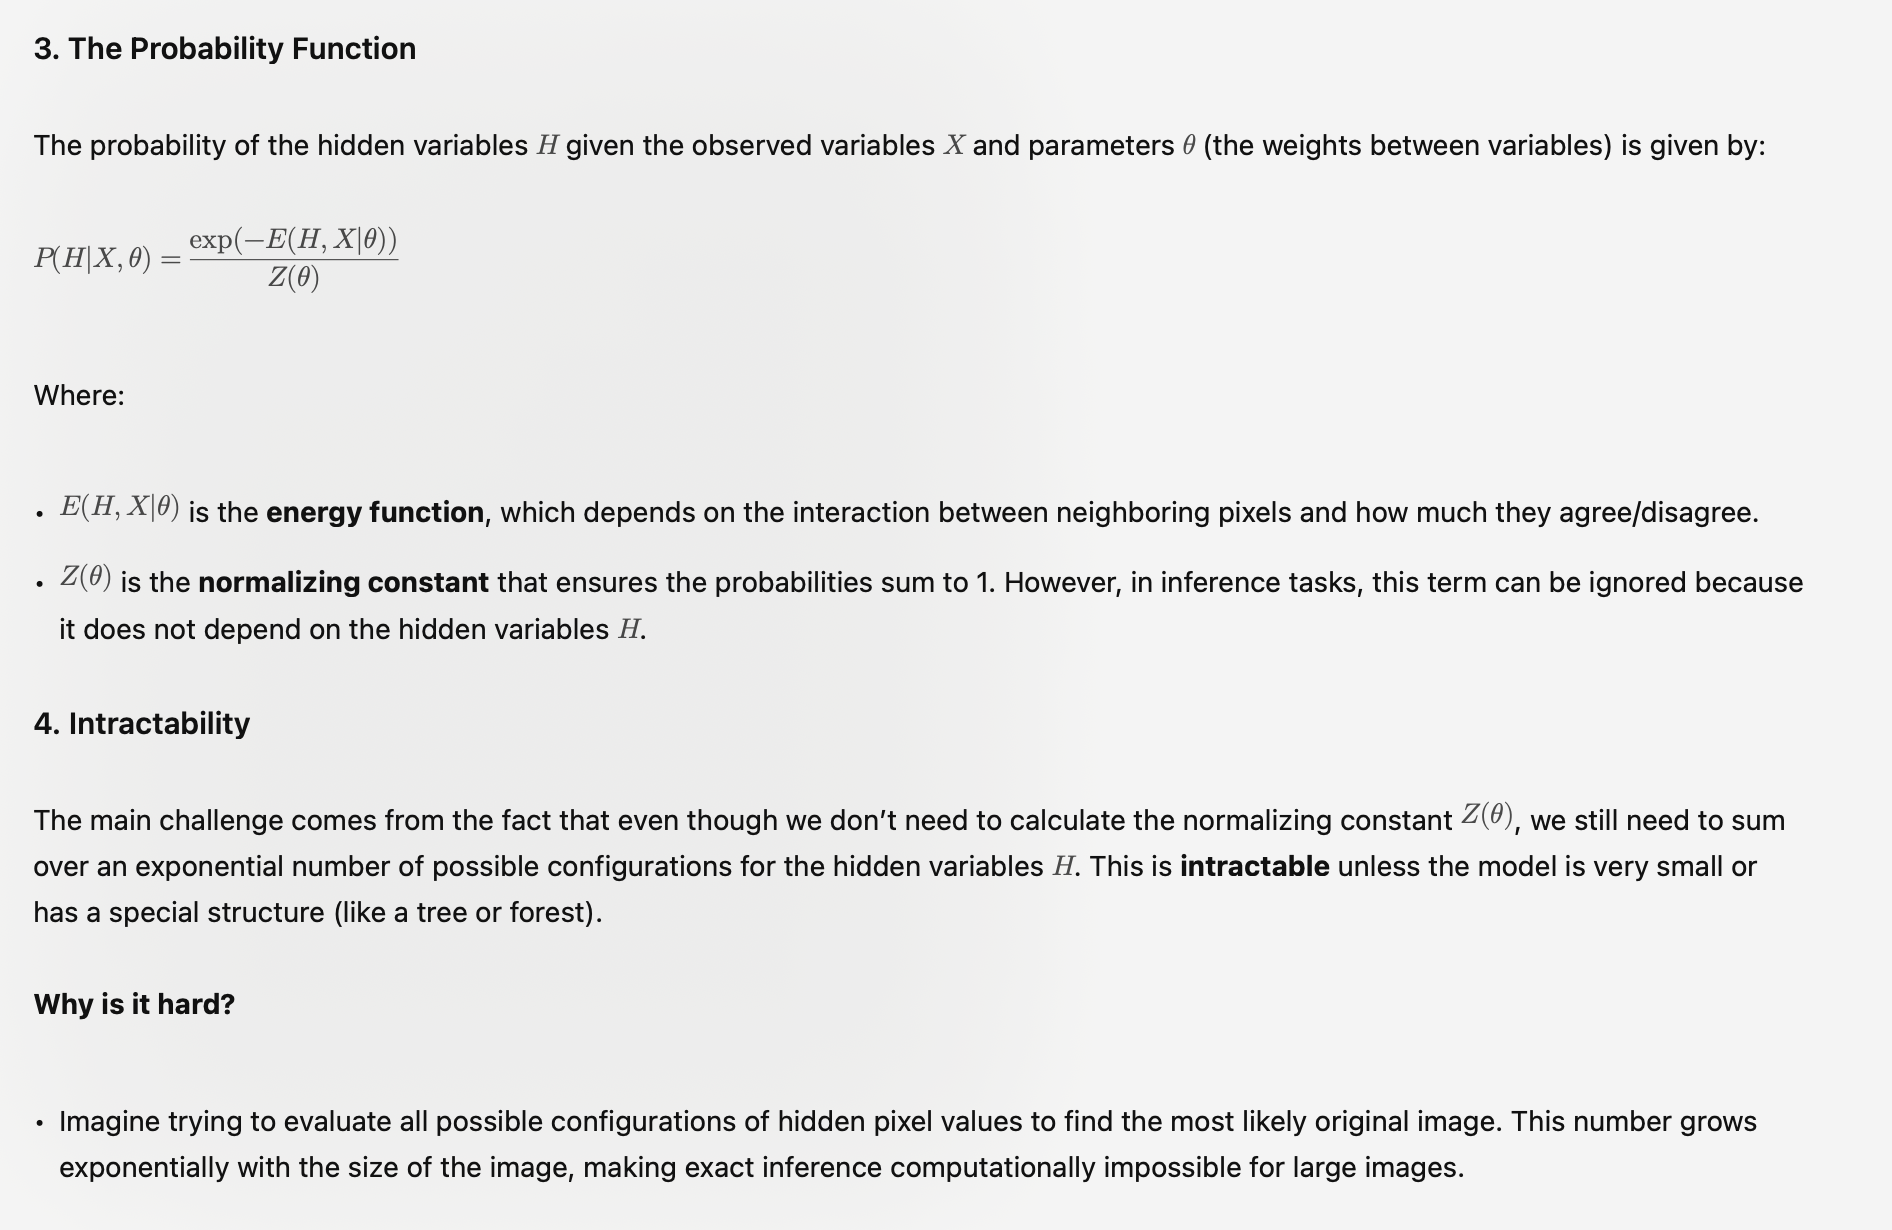 3. The Probability Function
The probability of the hidden variables H given the observed variables X and parameters θ (the weights between variables) is given by:
P(H|X, θ) = exp(−E(H, X|θ)) / Z(θ)
Where:
• E(H, X|θ) is the energy function, which depends on the interaction between neighboring pixels and how much they agree/disagree.
• Z(θ) is the normalizing constant that ensures the probabilities sum to 1. However, in inference tasks, this term can be ignored because
it does not depend on the hidden variables H.
4. Intractability
The main challenge comes from the fact that even though we don’t need to calculate the normalizing constant Z(θ), we still need to sum
over an exponential number of possible configurations for the hidden variables H. This is intractable unless the model is very small or
has a special structure (like a tree or forest).
Why is it hard?
• Imagine trying to evaluate all possible configurations of hidden pixel values to find the most likely original image. This number grows
exponentially with the size of the image, making exact inference computationally impossible for large images.